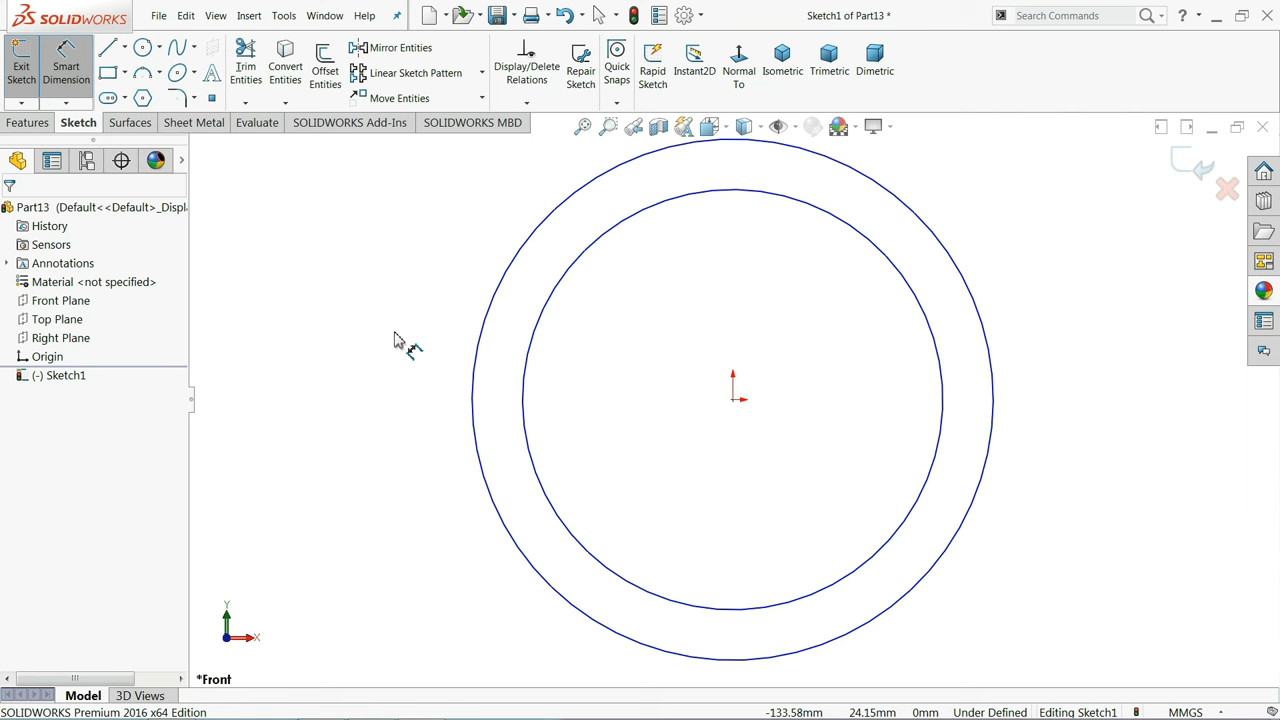 SOLIDWORKS File Edit View Insert Tools Window Help Sketch1 of Part13 * Search Commands ?
Exit Sketch
Smart Dimension
Trim Entities
Convert Entities
Offset Entities
Mirror Entities
Linear Sketch Pattern
Move Entities
Display/Delete Relations
Repair Sketch
Quick Snaps
Rapid Sketch
Instant2D
Normal To
Isometric
Trimetric
Dimetric
Features Sketch Surfaces Sheet Metal Evaluate SOLIDWORKS Add-Ins SOLIDWORKS MBD
Part13 (Default<<Default>_Displ
History
Sensors
Annotations
Material <not specified>
Front Plane
Top Plane
Right Plane
Origin
(-) Sketch1
Y
X
*Front
Model 3D Views
SOLIDWORKS Premium 2016 x64 Edition -133.58mm 24.15mm 0mm Under Defined Editing Sketch1 MMGS